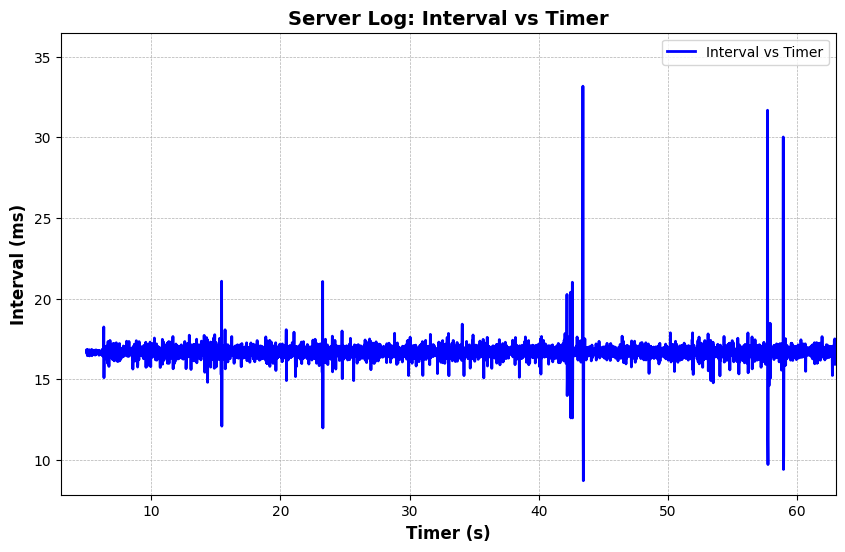 Server Log: Interval vs Timer
Interval vs Timer
Interval (ms)
35
30
25
20
15
10
10 20 30 40 50 60
Timer (s)